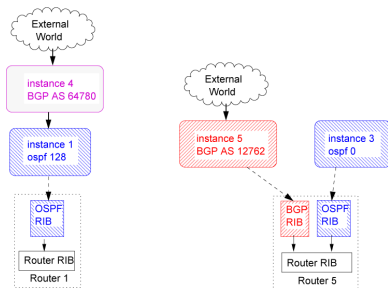 External
World
instance 4
BGP AS 64780
instance 1
ospf 128
OSPF
RIB
Router RIB
Router 1
External
World
instance 5
BGP AS 12762
instance 3
ospf 0
BGP
RIB
OSPF
RIB
Router RIB
Router 5